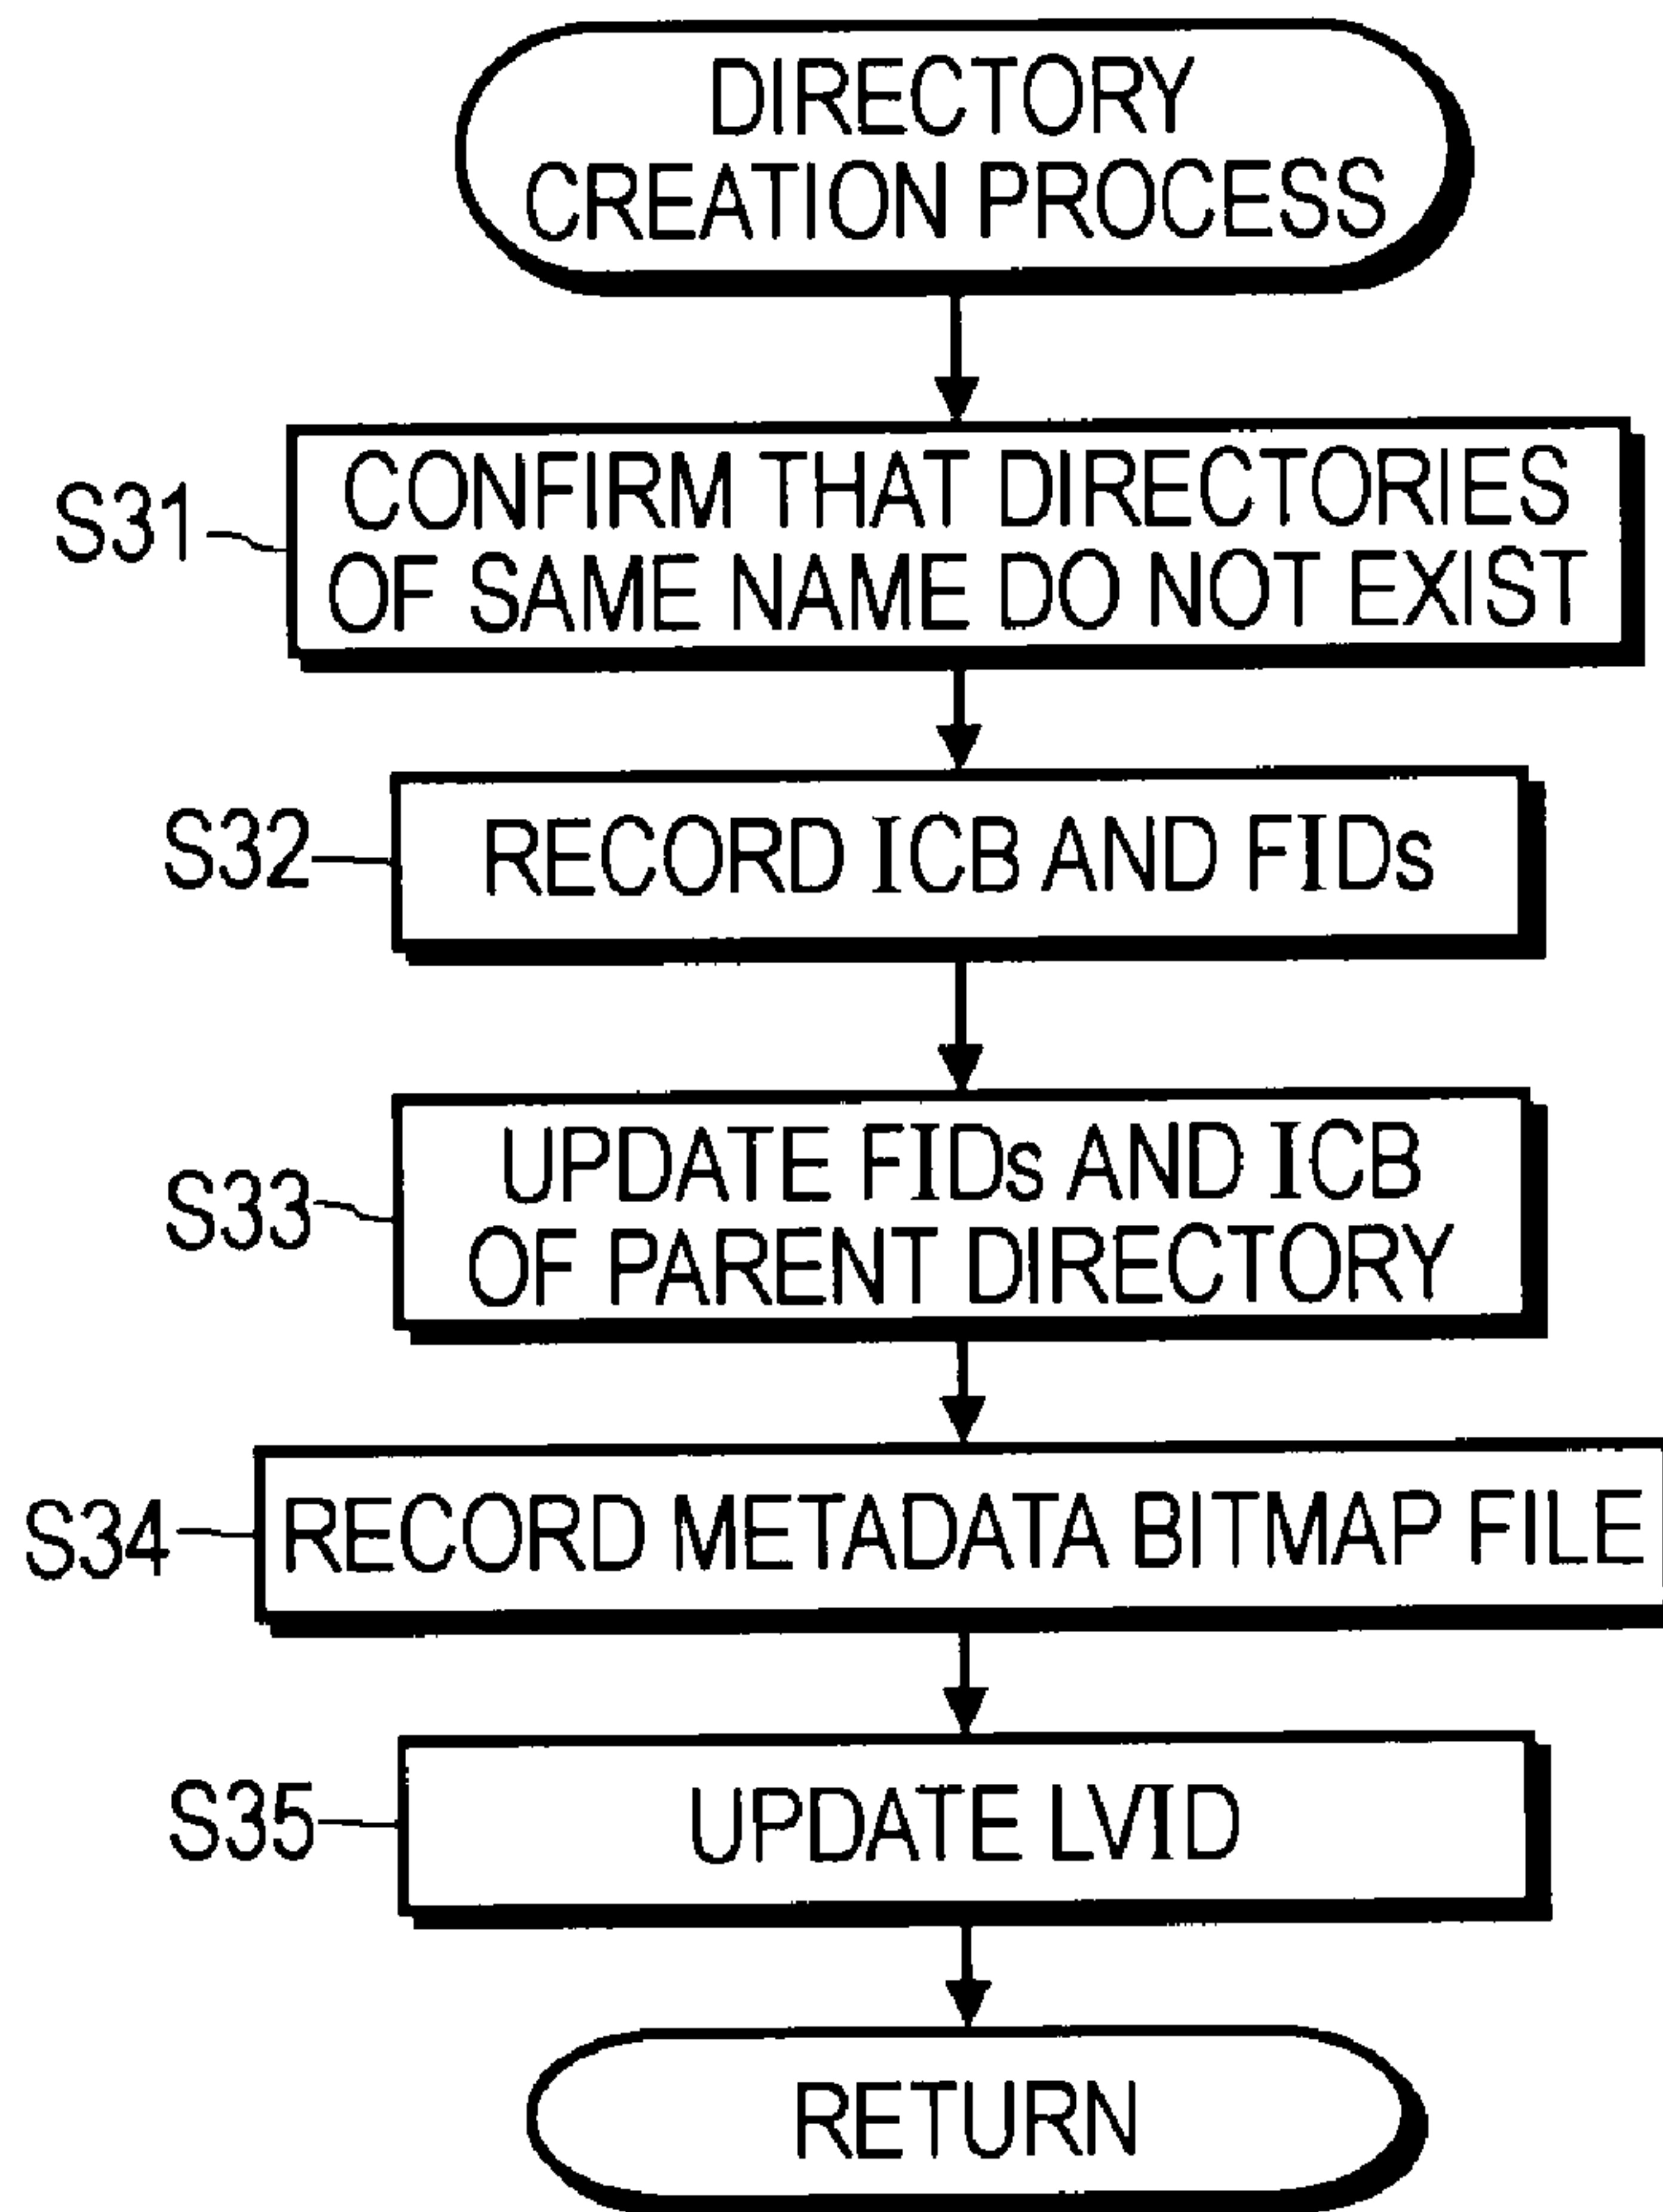 DIRECTORY
CREATION PROCESS
S31
CONFIRM THAT DIRECTORIES
OF SAME NAME DO NOT EXIST
S32
RECORD ICB AND FIDs
S33
UPDATE FIDs AND ICB
OF PARENT DIRECTORY
S34
RECORD METADATA BITMAP FILE
S35
UPDATE LVID
RETURN